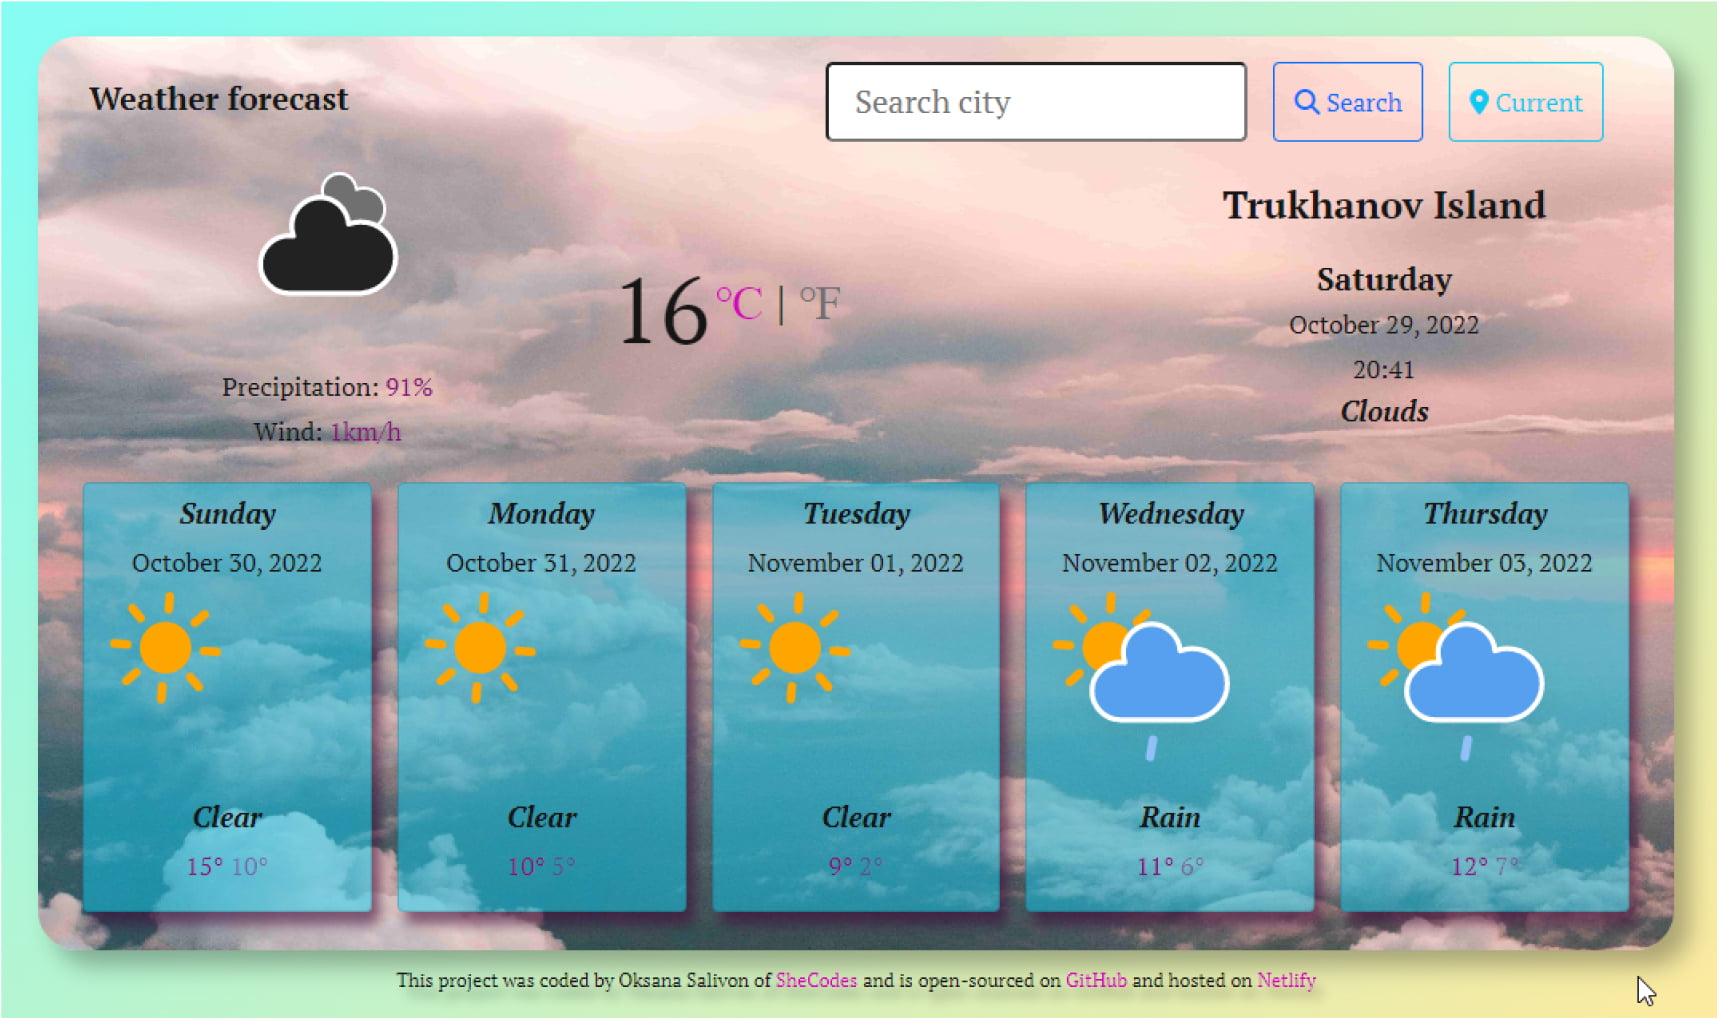 Weather forecast
Search city
Search
Current
Trukhanov Island
Saturday
October 29, 2022
20:41
Clouds
16 °C | °F
Precipitation: 91%
Wind: 1km/h
Sunday
October 30, 2022
Clear
15° 10°
Monday
October 31, 2022
Clear
10° 5°
Tuesday
November 01, 2022
Clear
9° 2°
Wednesday
November 02, 2022
Rain
11° 6°
Thursday
November 03, 2022
Rain
12° 7°
This project was coded by Oksana Salivon of SheCodes and is open-sourced on GitHub and hosted on Netlify